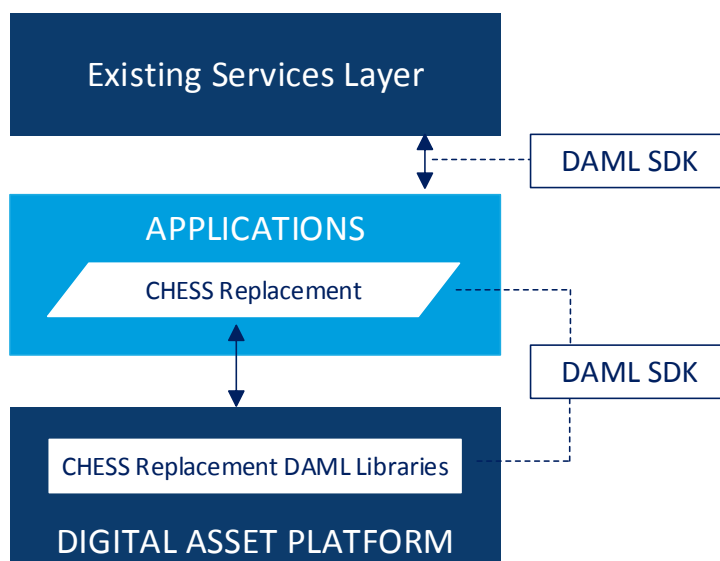 Existing Services Layer
DAML SDK
APPLICATIONS
CHESS Replacement
DAML SDK
CHESS Replacement DAML Libraries
DIGITAL ASSET PLATFORM